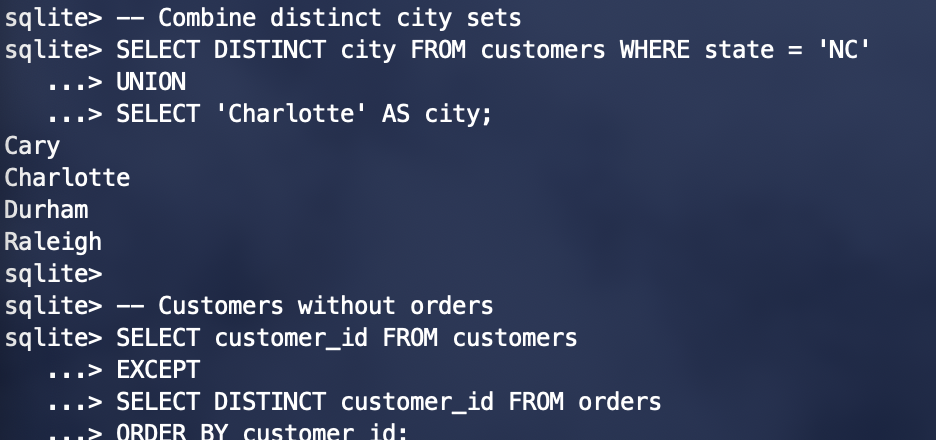 sqlite> -- Combine distinct city sets
sqlite> SELECT DISTINCT city FROM customers WHERE state = 'NC'
   ...> UNION
   ...> SELECT 'Charlotte' AS city;
Cary
Charlotte
Durham
Raleigh
sqlite>
sqlite> -- Customers without orders
sqlite> SELECT customer_id FROM customers
   ...> EXCEPT
   ...> SELECT DISTINCT customer_id FROM orders
   ...> ORDER BY customer_id;